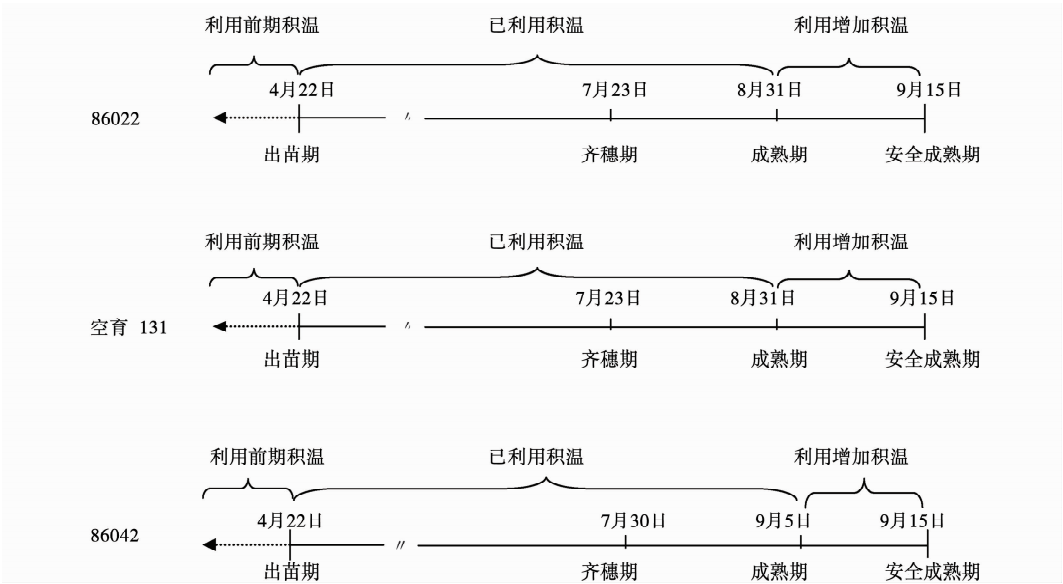 利用前期积温 已利用积温 利用增加积温
4月22日 7月23日 8月31日 9月15日
86022
出苗期 齐穗期 成熟期 安全成熟期
利用前期积温 已利用积温 利用增加积温
4月22日 7月23日 8月31日 9月15日
空育 131
出苗期 齐穗期 成熟期 安全成熟期
利用前期积温 已利用积温 利用增加积温
4月22日 7月30日 9月5日 9月15日
86042
出苗期 齐穗期 成熟期 安全成熟期